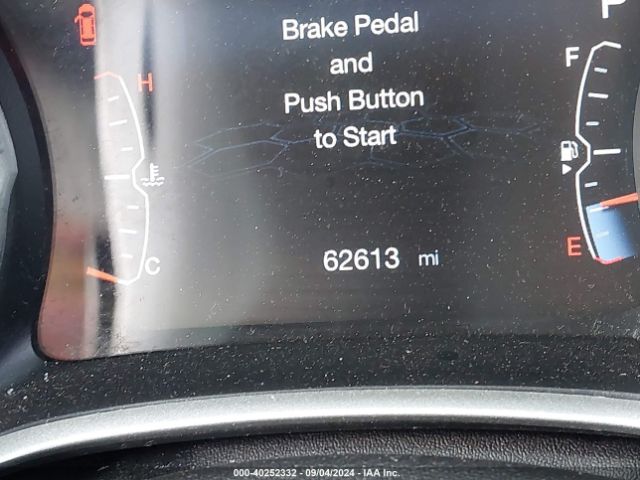 P
Brake Pedal
and
Push Button
to Start
H
F
C
E
62613 mi
000-40252332 - 09/04/2024 - IAA Inc.